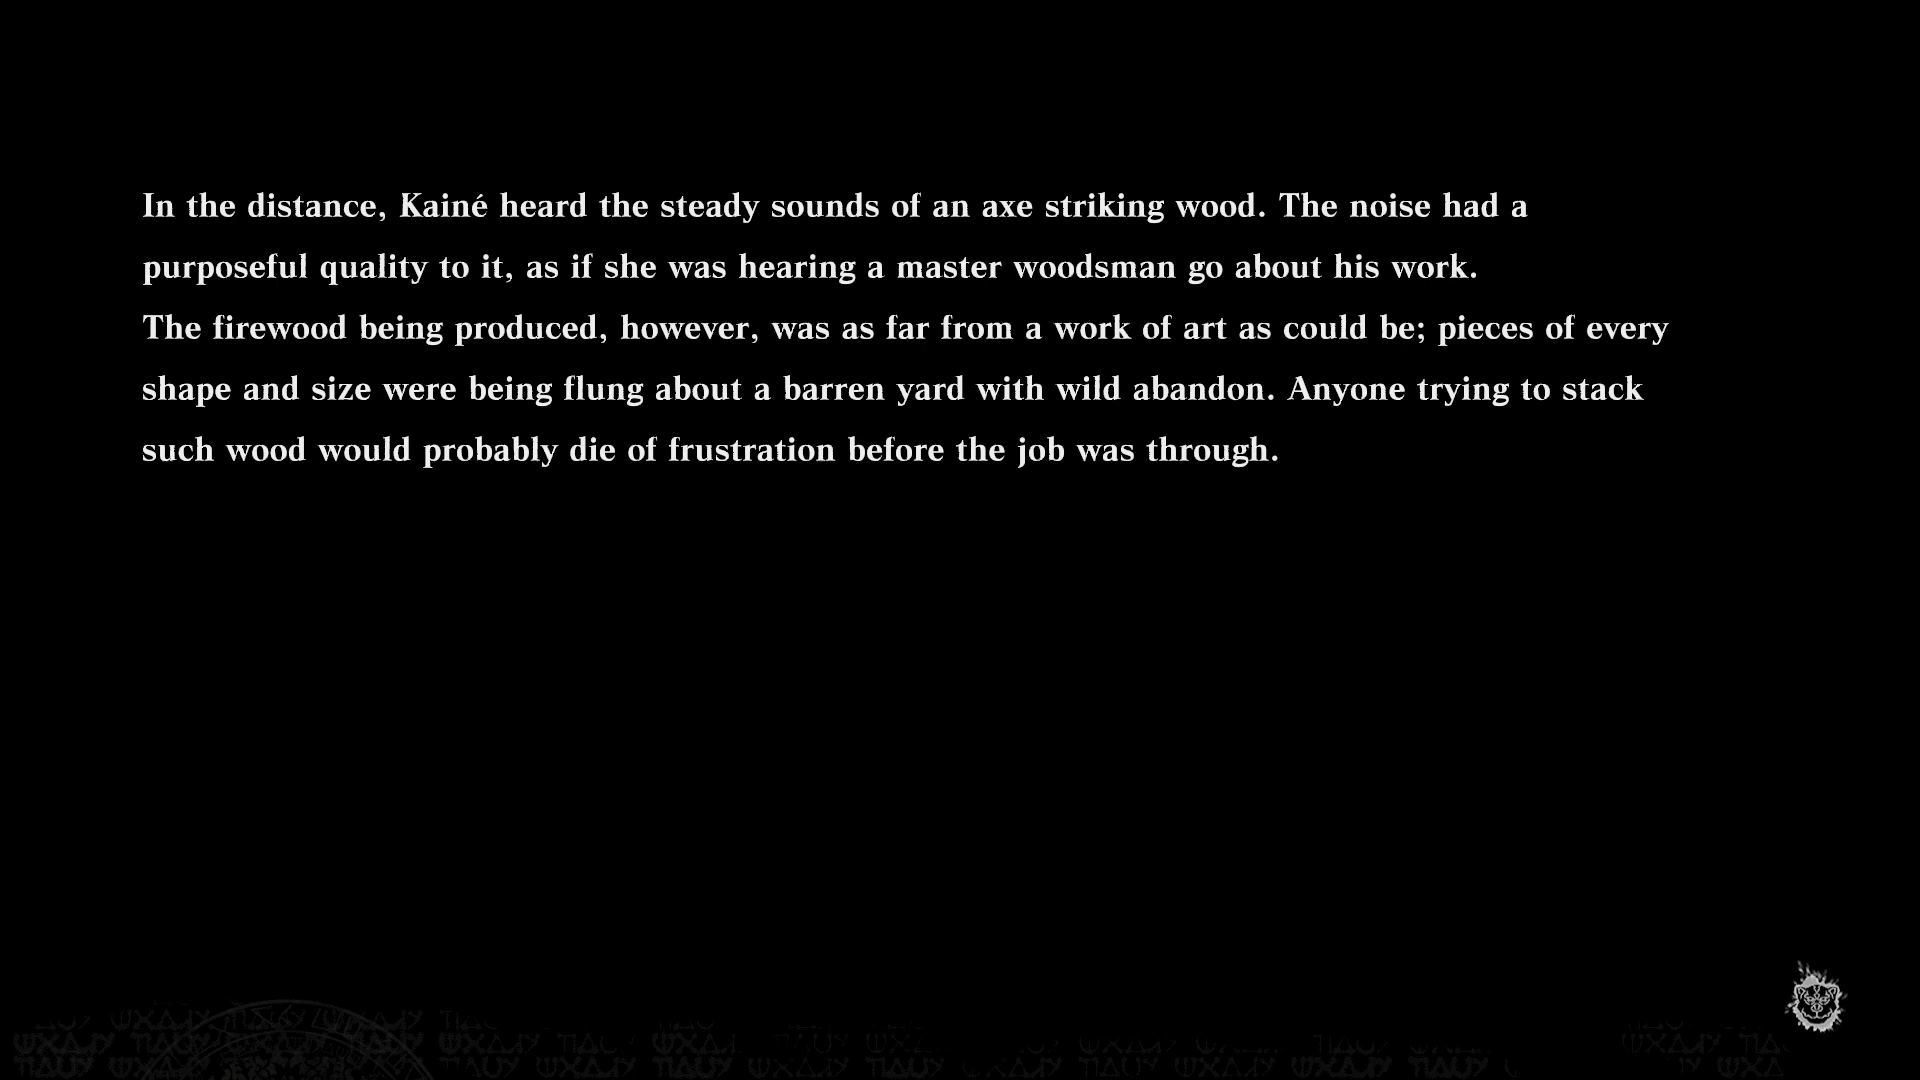 In the distance, Kainé heard the steady sounds of an axe striking wood. The noise had a
purposeful quality to it, as if she was hearing a master woodsman go about his work.
The firewood being produced, however, was as far from a work of art as could be; pieces of every
shape and size were being flung about a barren yard with wild abandon. Anyone trying to stack
such wood would probably die of frustration before the job was through.